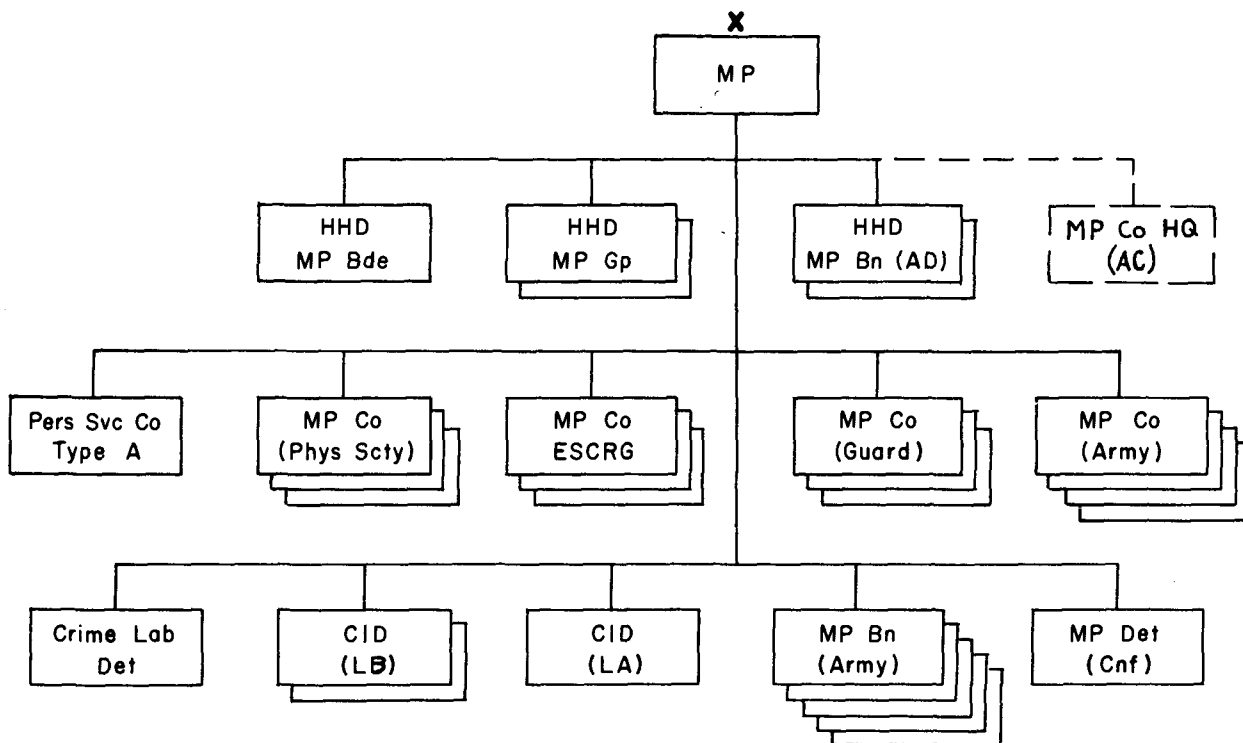 X
MP
HHD
MP Bde
HHD
MP Gp
HHD
MP Bn (AD)
MP Co HQ
(AC)
Pers Svc Co
Type A
MP Co
(Phys Scty)
MP Co
ESCRG
MP Co
(Guard)
MP Co
(Army)
Crime Lab
Det
CID
(LB)
CID
(LA)
MP Bn
(Army)
MP Det
(Cnf)